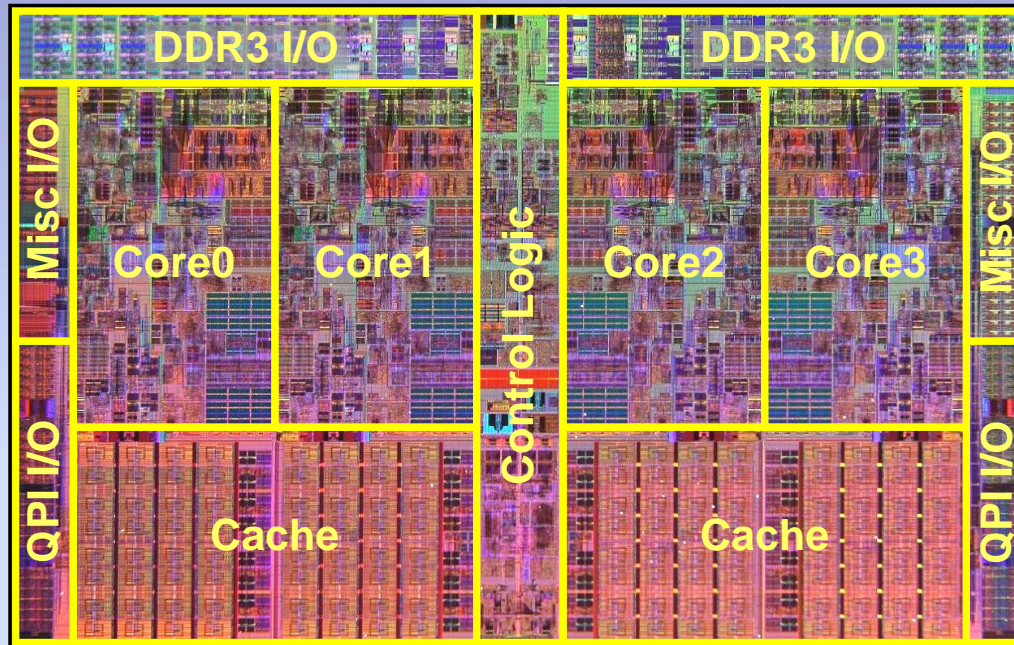 DDR3 I/O
DDR3 I/O
Misc I/O
Core0
Core1
Control Logic
Core2
Core3
Misc I/O
QPI I/O
Cache
Cache
QPI I/O